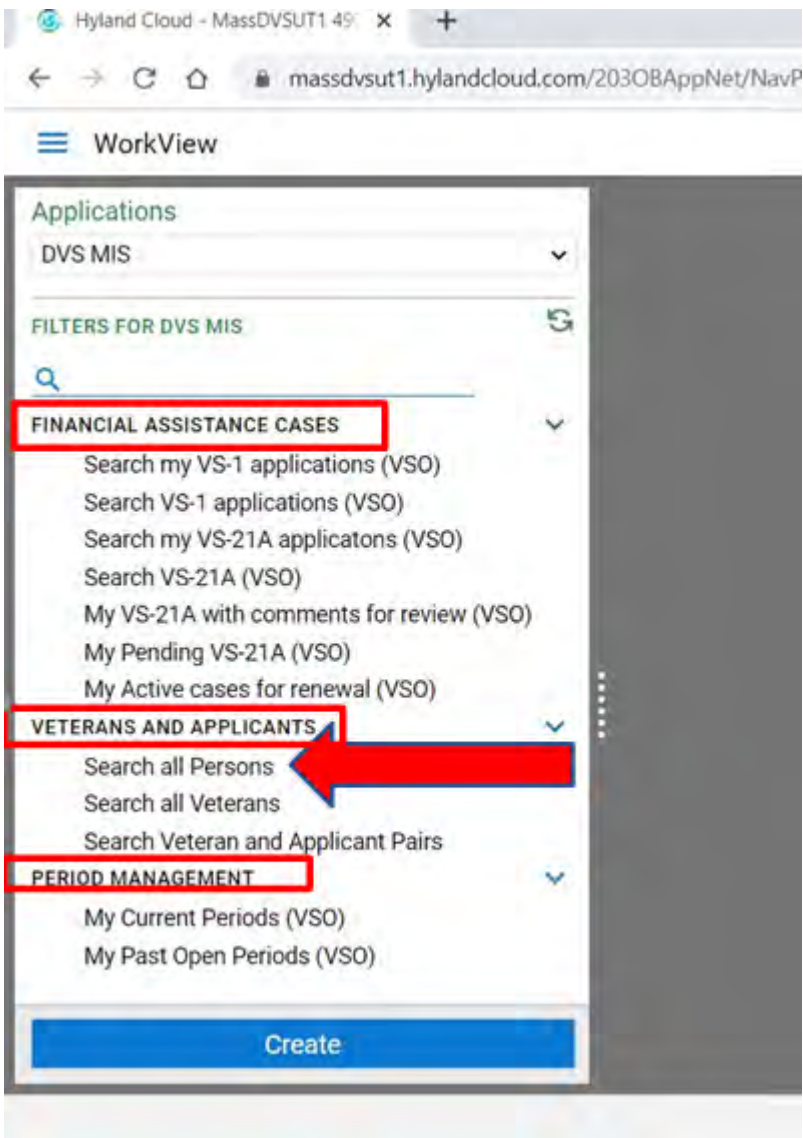 Hyland Cloud - MassDVSUT1 49
massdvsut1.hylandcloud.com/203OBAppNet/NavP
WorkView
Applications
DVS MIS
FILTERS FOR DVS MIS
FINANCIAL ASSISTANCE CASES
Search my VS-1 applications (VSO)
Search VS-1 applications (VSO)
Search my VS-21A applicatons (VSO)
Search VS-21A (VSO)
My VS-21A with comments for review (VSO)
My Pending VS-21A (VSO)
My Active cases for renewal (VSO)
VETERANS AND APPLICANTS
Search all Persons
Search all Veterans
Search Veteran and Applicant Pairs
PERIOD MANAGEMENT
My Current Periods (VSO)
My Past Open Periods (VSO)
Create